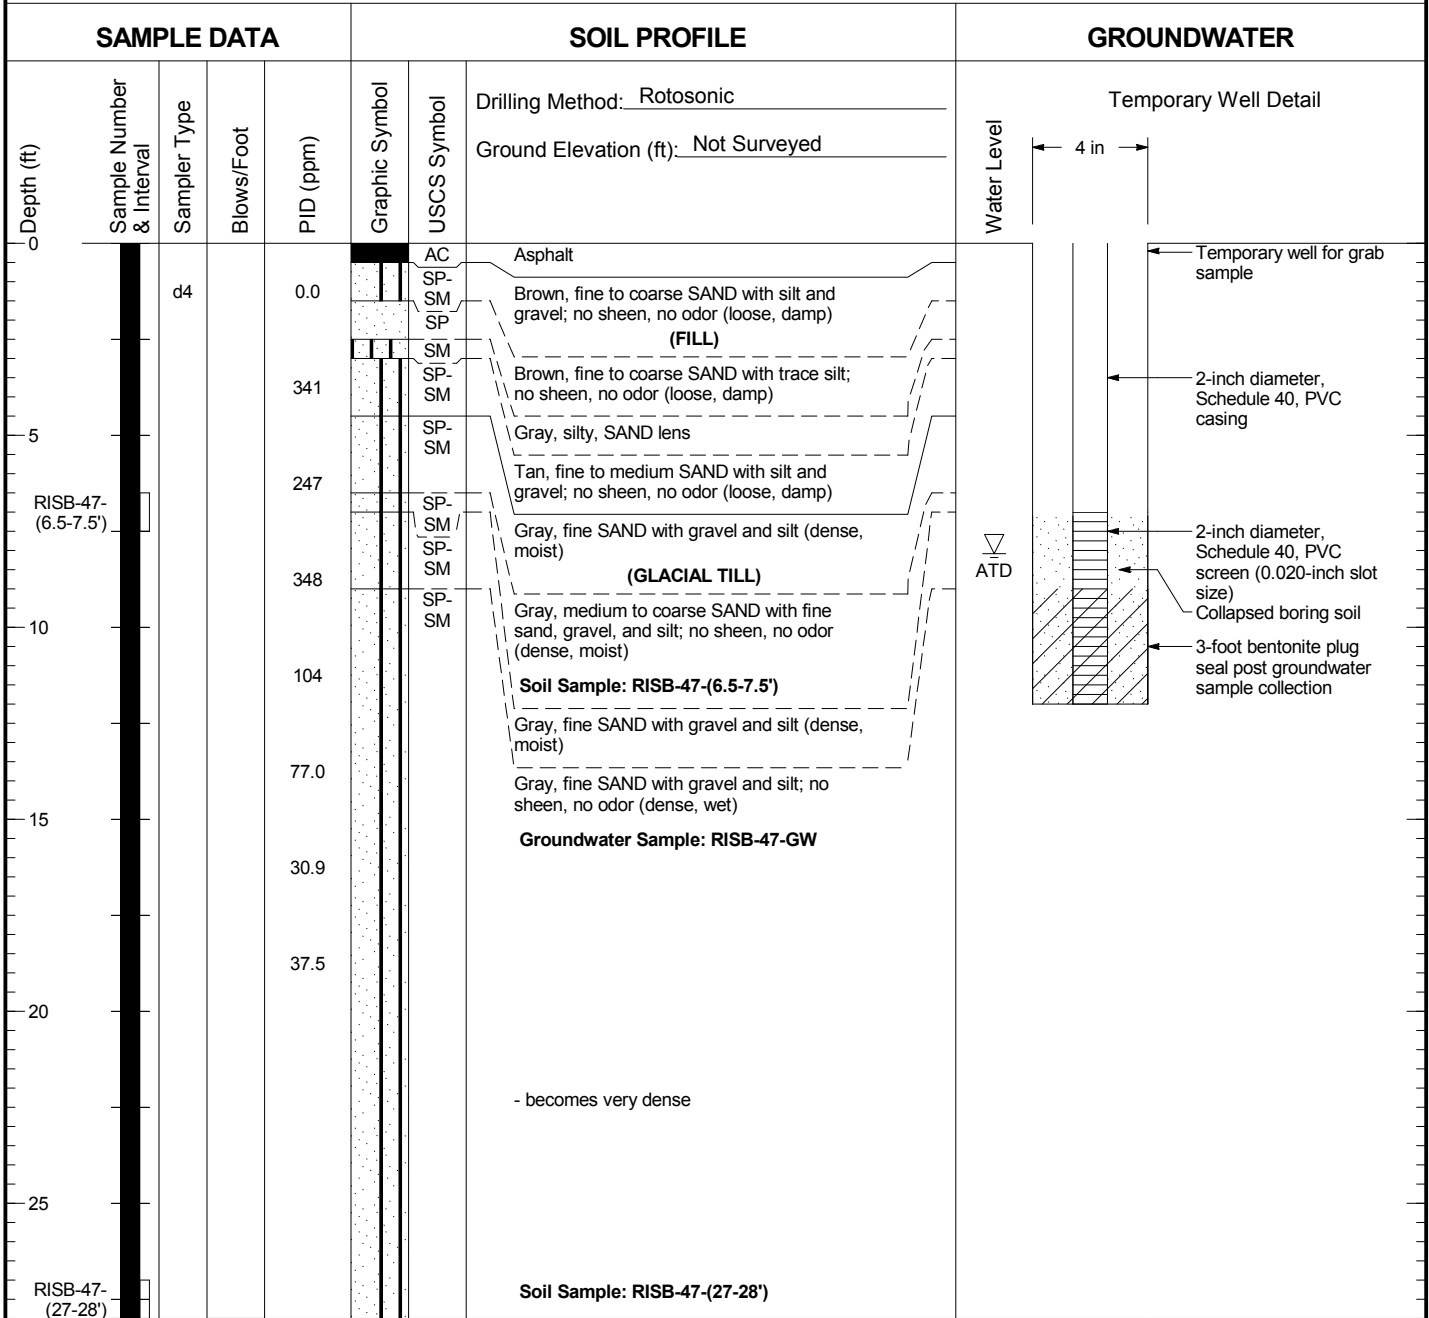 SAMPLE DATA
SOIL PROFILE
GROUNDWATER
Depth (ft)
Sample Number
& Interval
Sampler Type
Blows/Foot
PID (ppm)
Graphic Symbol
USCS Symbol
Drilling Method: Rotosonic
Ground Elevation (ft): Not Surveyed
Water Level
Temporary Well Detail
4 in
0
5
10
15
20
25
RISB-47-
(6.5-7.5')
RISB-47-
(27-28')
d4
0.0
341
247
348
104
77.0
30.9
37.5
AC
SP-
SM
SP
SM
SP-
SM
SP-
SM
SP-
SM
SP-
SM
SP-
SM
Asphalt
Brown, fine to coarse SAND with silt and
gravel; no sheen, no odor (loose, damp)
(FILL)
Brown, fine to coarse SAND with trace silt;
no sheen, no odor (loose, damp)
Gray, silty, SAND lens
Tan, fine to medium SAND with silt and
gravel; no sheen, no odor (loose, damp)
Gray, fine SAND with gravel and silt (dense,
moist)
(GLACIAL TILL)
Gray, medium to coarse SAND with fine
sand, gravel, and silt; no sheen, no odor
(dense, moist)
Soil Sample: RISB-47-(6.5-7.5')
Gray, fine SAND with gravel and silt (dense,
moist)
Gray, fine SAND with gravel and silt; no
sheen, no odor (dense, wet)
Groundwater Sample: RISB-47-GW
- becomes very dense
Soil Sample: RISB-47-(27-28')
ATD
Temporary well for grab
sample
2-inch diameter,
Schedule 40, PVC
casing
2-inch diameter,
Schedule 40, PVC
screen (0.020-inch slot
size)
Collapsed boring soil
3-foot bentonite plug
seal post groundwater
sample collection